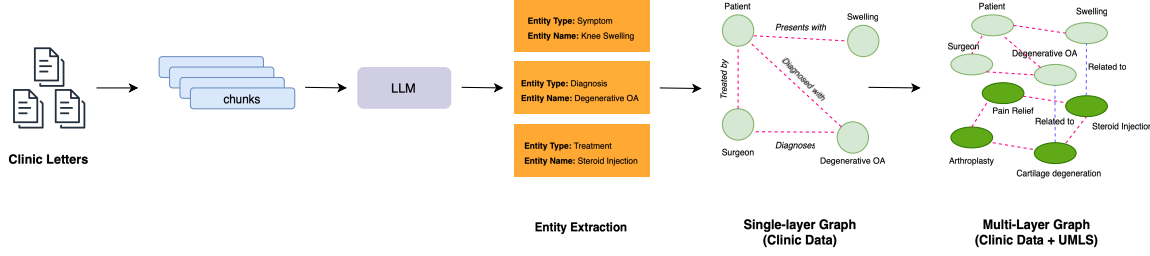 Clinic Letters
chunks
LLM
Entity Type: Symptom
Entity Name: Knee Swelling
Entity Type: Diagnosis
Entity Name: Degenerative OA
Entity Type: Treatment
Entity Name: Steroid Injection
Entity Extraction
Patient
Swelling
Presents with
Treated by
Diagnosed with
Surgeon
Diagnoses
Degenerative OA
Single-layer Graph
(Clinic Data)
Patient
Swelling
Surgeon
Degenerative OA
Related to
Pain Relief
Related to
Steroid Injection
Arthroplasty
Cartilage degeneration
Multi-Layer Graph
(Clinic Data + UMLS)